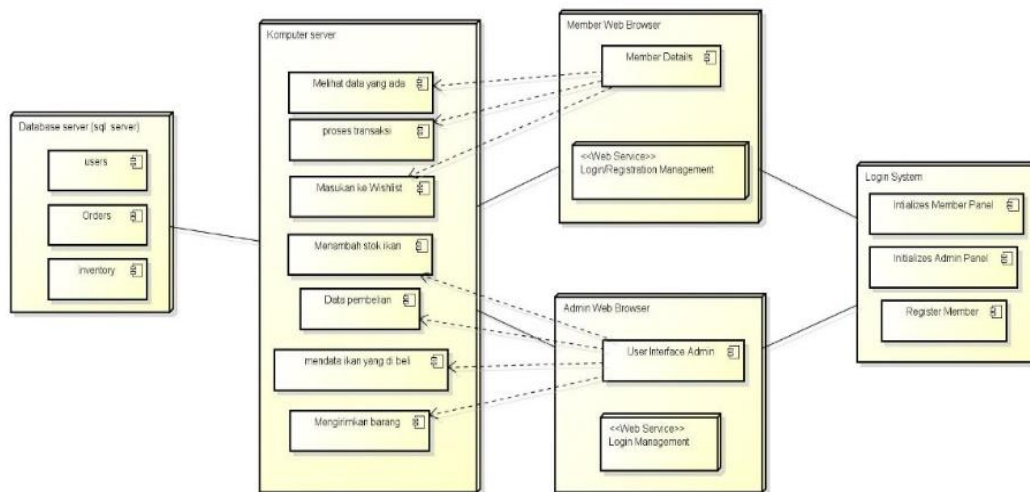 Database server (sql server)
users
Orders
inventory
Komputer server
Melihat data yang ada
proses transaksi
Masukan ke Wishlist
Menambah stok ikan
Data pembelian
mendata ikan yang di beli
Mengirimkan barang
Member Web Browser
Member Details
<<Web Service>>
Login/Registration Management
Admin Web Browser
User Interface Admin
<<Web Service>>
Login Management
Login System
Intializes Member Panel
Initializes Admin Panel
Register Member